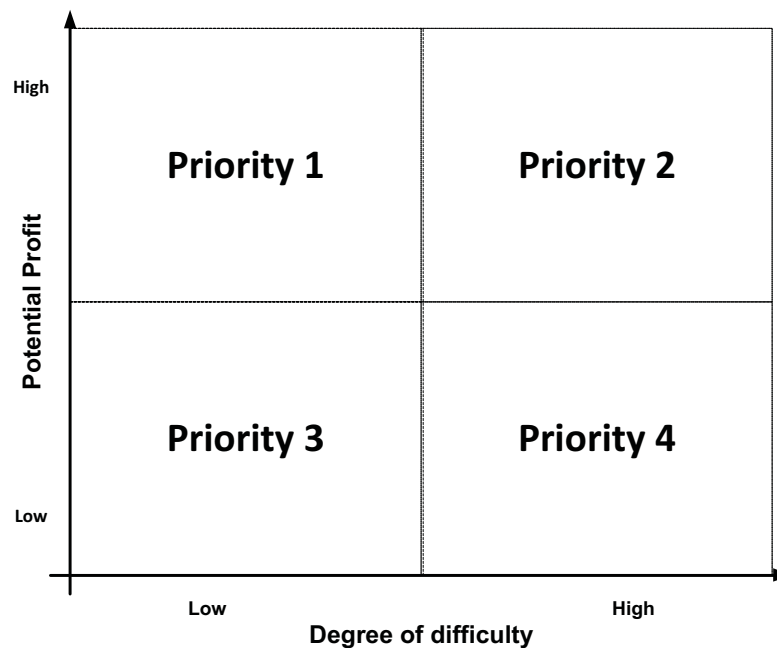 High
Priority 1
Priority 2
Potential Profit
Priority 3
Priority 4
Low
Low
High
Degree of difficulty